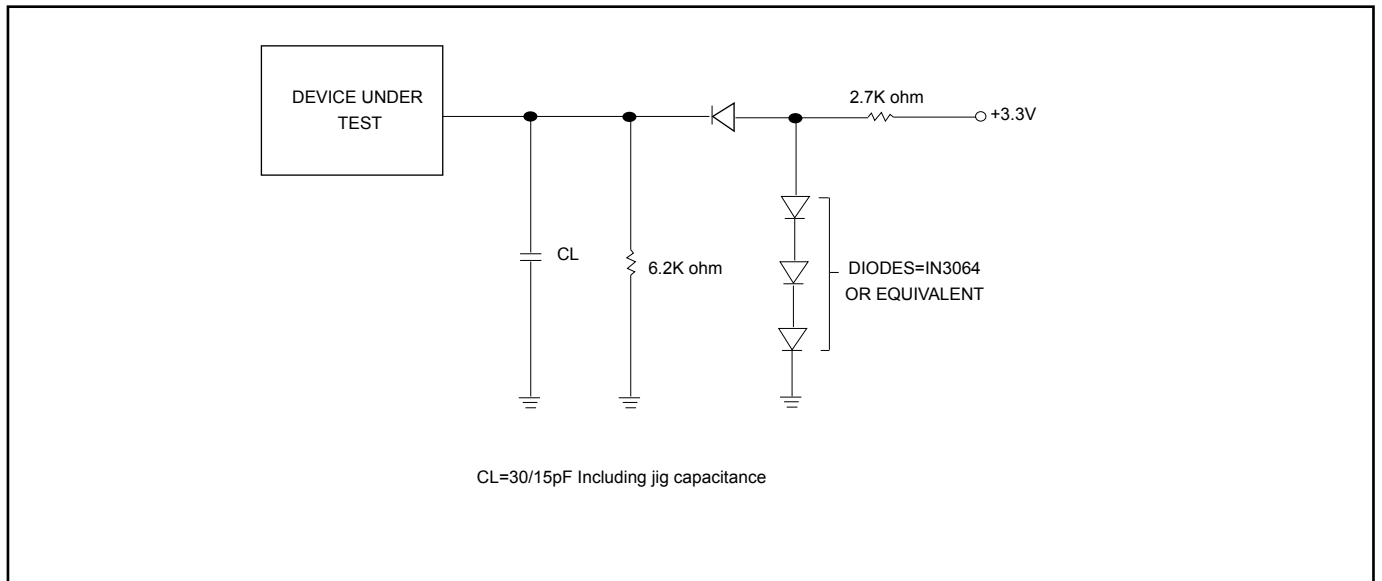 DEVICE UNDER
TEST
2.7K ohm
+3.3V
CL
6.2K ohm
DIODES=IN3064
OR EQUIVALENT
CL=30/15pF Including jig capacitance